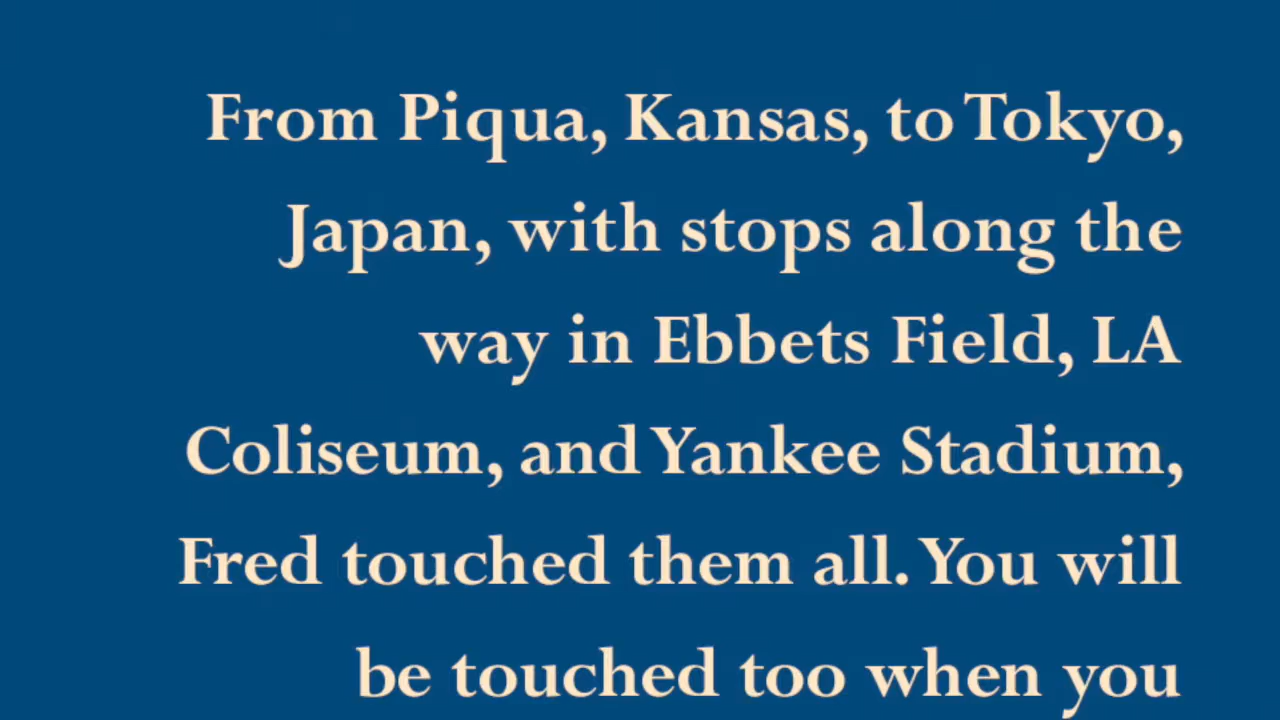 From Piqua, Kansas, to Tokyo,
Japan, with stops along the
way in Ebbets Field, LA
Coliseum, and Yankee Stadium,
Fred touched them all. You will
be touched too when you